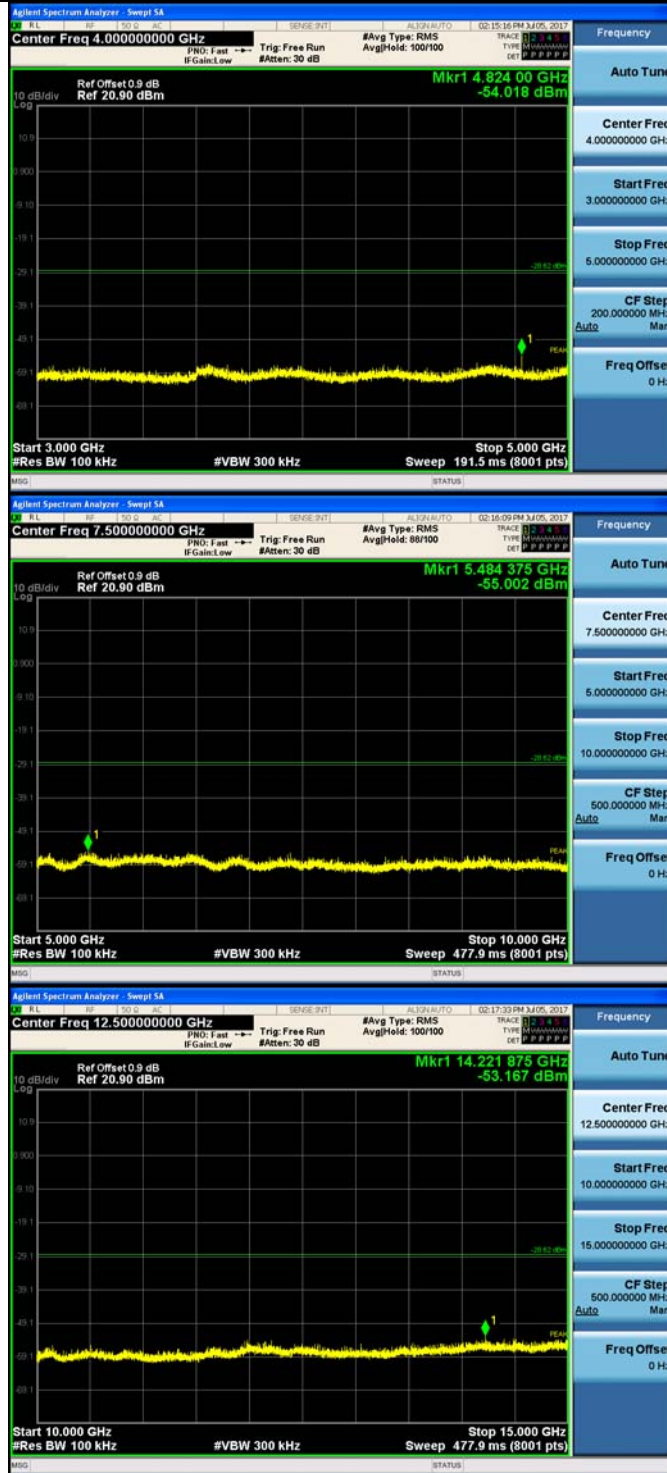 Agilent Spectrum Analyzer - Swept SA
RL RF 50 Ω AC SENSE:INT ALIGN AUTO 02:15:16 PM Jul 05, 2017
Center Freq 4.000000000 GHz
PNO: Fast
IFGain:Low
Trig: Free Run
#Atten: 30 dB
#Avg Type: RMS
Avg|Hold: 100/100
TRACE 1 2 3 4 5
TYPE M
DET P P P P P P
Frequency
Auto Tune
Mkr1 4.824 00 GHz
-54.018 dBm
Ref Offset 0.9 dB
10 dB/div Ref 20.90 dBm
Log
10.9
0.900
-9.10
-19.1
-29.1
-39.1
-49.1
-59.1
-69.1
-28.62 dBm
1
PEAK
Center Freq
4.000000000 GHz
Start Freq
3.000000000 GHz
Stop Freq
5.000000000 GHz
CF Step
200.000000 MHz
Auto Man
Freq Offset
0 Hz
Start 3.000 GHz Stop 5.000 GHz
#Res BW 100 kHz #VBW 300 kHz Sweep 191.5 ms (8001 pts)
MSG STATUS
Agilent Spectrum Analyzer - Swept SA
RL RF 50 Ω AC SENSE:INT ALIGN AUTO 02:16:09 PM Jul 05, 2017
Center Freq 7.500000000 GHz
PNO: Fast
IFGain:Low
Trig: Free Run
#Atten: 30 dB
#Avg Type: RMS
Avg|Hold: 88/100
TRACE 1 2 3 4 5
TYPE M
DET P P P P P P
Frequency
Auto Tune
Mkr1 5.484 375 GHz
-55.002 dBm
Ref Offset 0.9 dB
10 dB/div Ref 20.90 dBm
Log
10.9
0.900
-9.10
-19.1
-29.1
-39.1
-49.1
-59.1
-69.1
-28.62 dBm
1
PEAK
Center Freq
7.500000000 GHz
Start Freq
5.000000000 GHz
Stop Freq
10.000000000 GHz
CF Step
500.000000 MHz
Auto Man
Freq Offset
0 Hz
Start 5.000 GHz Stop 10.000 GHz
#Res BW 100 kHz #VBW 300 kHz Sweep 477.9 ms (8001 pts)
MSG STATUS
Agilent Spectrum Analyzer - Swept SA
RL RF 50 Ω AC SENSE:INT ALIGN AUTO 02:17:33 PM Jul 05, 2017
Center Freq 12.500000000 GHz
PNO: Fast
IFGain:Low
Trig: Free Run
#Atten: 30 dB
#Avg Type: RMS
Avg|Hold: 100/100
TRACE 1 2 3 4 5
TYPE M
DET P P P P P P
Frequency
Auto Tune
Mkr1 14.221 875 GHz
-53.167 dBm
Ref Offset 0.9 dB
10 dB/div Ref 20.90 dBm
Log
10.9
0.900
-9.10
-19.1
-29.1
-39.1
-49.1
-59.1
-69.1
-28.62 dBm
1
PEAK
Center Freq
12.500000000 GHz
Start Freq
10.000000000 GHz
Stop Freq
15.000000000 GHz
CF Step
500.000000 MHz
Auto Man
Freq Offset
0 Hz
Start 10.000 GHz Stop 15.000 GHz
#Res BW 100 kHz #VBW 300 kHz Sweep 477.9 ms (8001 pts)
MSG STATUS